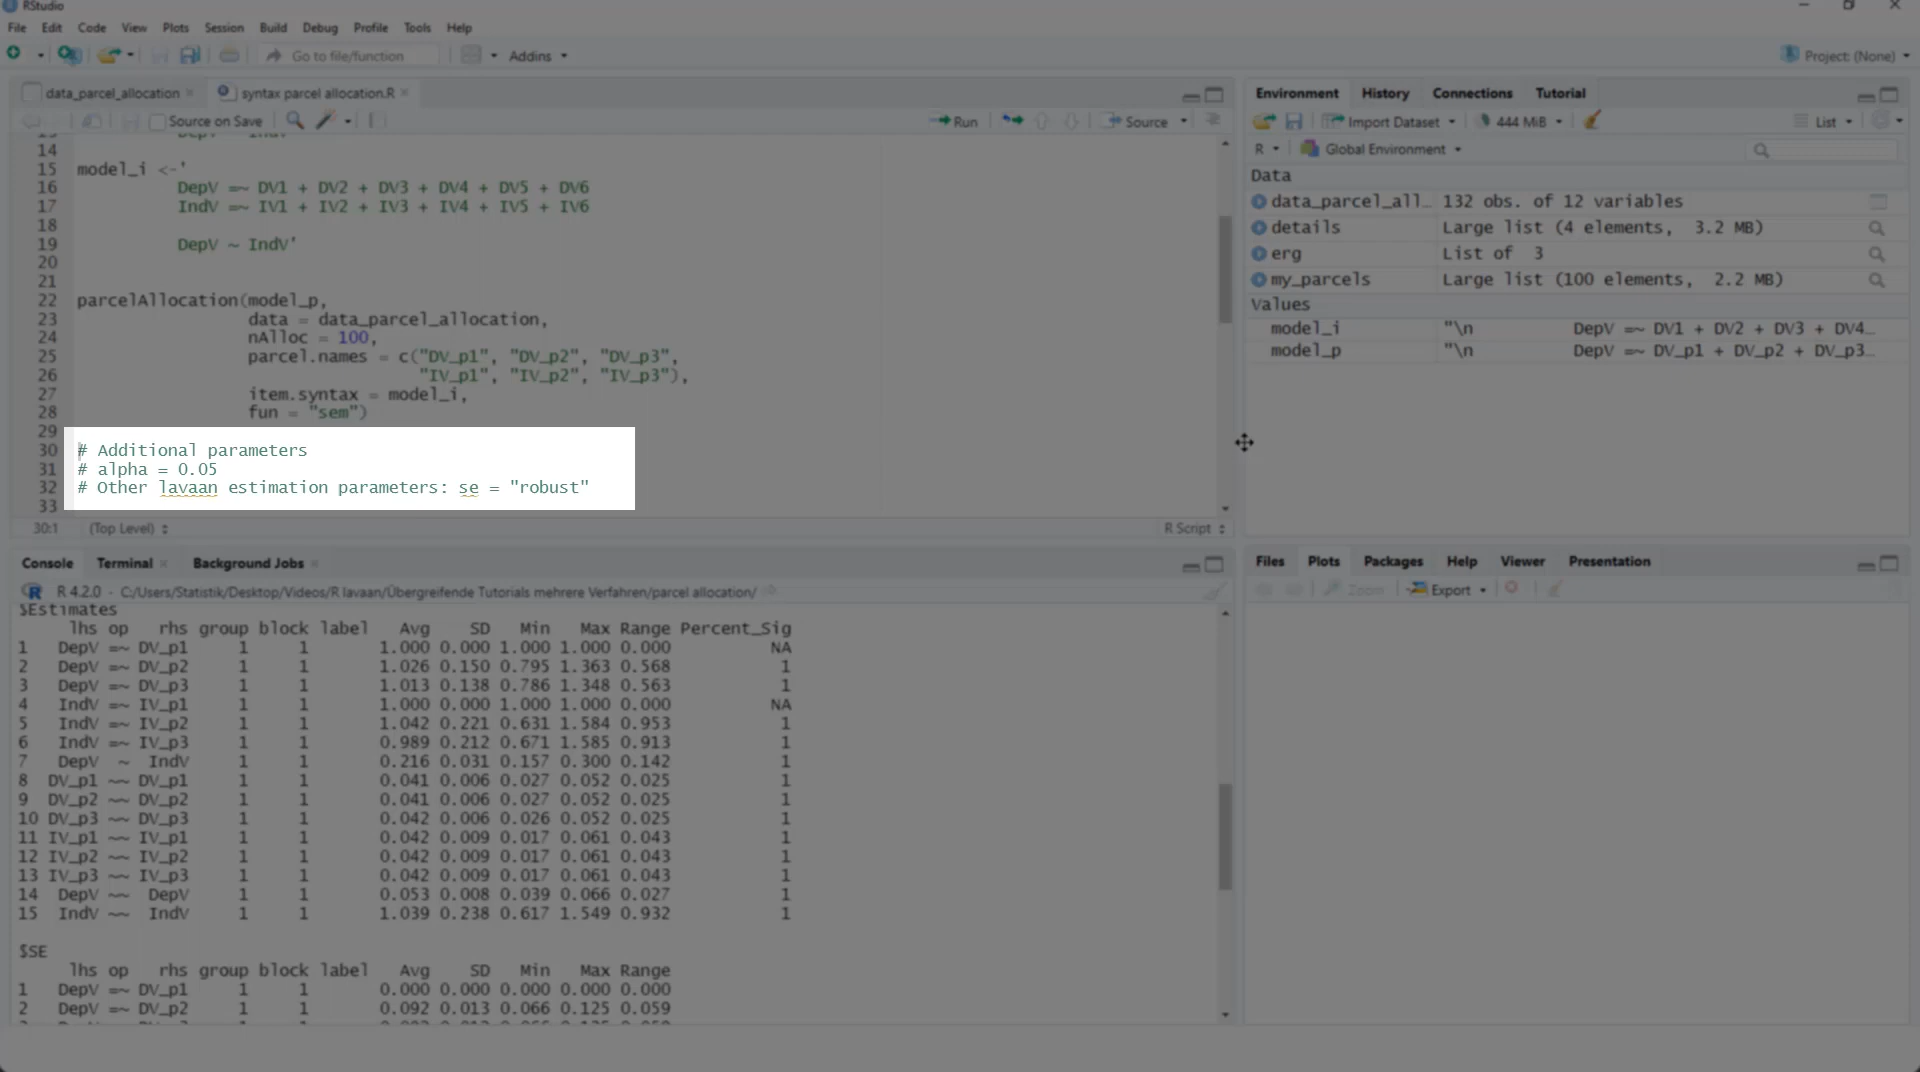 RStudio
File Edit Code View Plots Session Build Debug Profile Tools Help
Go to file/function Addins Project: (None)
data_parcel_allocation syntax parcel allocation.R
Source on Save Run Source
14
15 model_i <-'
16 DepV =~ DV1 + DV2 + DV3 + DV4 + DV5 + DV6
17 IndV =~ IV1 + IV2 + IV3 + IV4 + IV5 + IV6
18
19 DepV ~ IndV'
20
21
22 parcelAllocation(model_p,
23 data = data_parcel_allocation,
24 nAlloc = 100,
25 parcel.names = c("DV_p1", "DV_p2", "DV_p3",
26 "IV_p1", "IV_p2", "IV_p3"),
27 item.syntax = model_i,
28 fun = "sem")
29
30 # Additional parameters
31 # alpha = 0.05
32 # Other lavaan estimation parameters: se = "robust"
33
30:1 (Top Level) R Script
Environment History Connections Tutorial
Import Dataset 444 MiB List
R Global Environment
Data
data_parcel_all… 132 obs. of 12 variables
details Large list (4 elements, 3.2 MB)
erg List of 3
my_parcels Large list (100 elements, 2.2 MB)
Values
model_i "\n DepV =~ DV1 + DV2 + DV3 + DV4…
model_p "\n DepV =~ DV_p1 + DV_p2 + DV_p3…
Console Terminal Background Jobs
R 4.2.0 · C:/Users/Statistik/Desktop/Videos/R lavaan/Übergreifende Tutorials mehrere Verfahren/parcel allocation/
$Estimates
lhs op rhs group block label Avg SD Min Max Range Percent_Sig
1 DepV =~ DV_p1 1 1 1.000 0.000 1.000 1.000 0.000 NA
2 DepV =~ DV_p2 1 1 1.026 0.150 0.795 1.363 0.568 1
3 DepV =~ DV_p3 1 1 1.013 0.138 0.786 1.348 0.563 1
4 IndV =~ IV_p1 1 1 1.000 0.000 1.000 1.000 0.000 NA
5 IndV =~ IV_p2 1 1 1.042 0.221 0.631 1.584 0.953 1
6 IndV =~ IV_p3 1 1 0.989 0.212 0.671 1.585 0.913 1
7 DepV ~ IndV 1 1 0.216 0.031 0.157 0.300 0.142 1
8 DV_p1 ~~ DV_p1 1 1 0.041 0.006 0.027 0.052 0.025 1
9 DV_p2 ~~ DV_p2 1 1 0.041 0.006 0.027 0.052 0.025 1
10 DV_p3 ~~ DV_p3 1 1 0.042 0.006 0.026 0.052 0.025 1
11 IV_p1 ~~ IV_p1 1 1 0.042 0.009 0.017 0.061 0.043 1
12 IV_p2 ~~ IV_p2 1 1 0.042 0.009 0.017 0.061 0.043 1
13 IV_p3 ~~ IV_p3 1 1 0.042 0.009 0.017 0.061 0.043 1
14 DepV ~~ DepV 1 1 0.053 0.008 0.039 0.066 0.027 1
15 IndV ~~ IndV 1 1 1.039 0.238 0.617 1.549 0.932 1
$SE
lhs op rhs group block label Avg SD Min Max Range
1 DepV =~ DV_p1 1 1 0.000 0.000 0.000 0.000 0.000
2 DepV =~ DV_p2 1 1 0.092 0.013 0.066 0.125 0.059
Files Plots Packages Help Viewer Presentation
Zoom Export